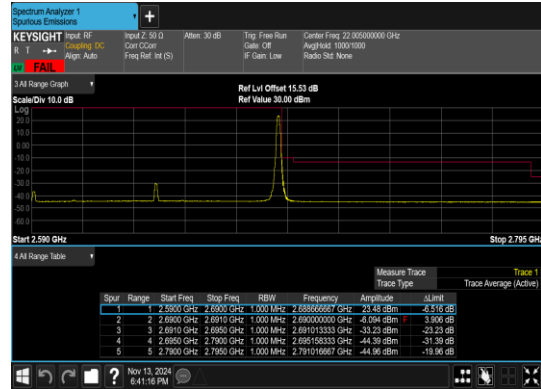 Spectrum Analyzer 1
Spurious Emissions
+
KEYSIGHT Input: RF Input Z: 50 Ω Atten: 30 dB Trig: Free Run Center Freq: 22.005000000 GHz
R T Coupling: DC Corr CCorr Gate: Off Avg|Hold: 1000/1000
Align: Auto Freq Ref: Int (S) IF Gain: Low Radio Std: None
LV FAIL
3 All Range Graph
Ref Lvl Offset 15.53 dB
Scale/Div 10.0 dB Ref Value 30.00 dBm
Log
20.0
10.0
0.00
-10.0
-20.0
-30.0
-40.0
-50.0
-60.0
Start 2.590 GHz Stop 2.795 GHz
4 All Range Table
Measure Trace Trace 1
Trace Type Trace Average (Active)
Spur Range Start Freq Stop Freq RBW Frequency Amplitude ΔLimit
1 1 2.5900 GHz 2.6900 GHz 1.000 MHz 2.688666667 GHz 23.48 dBm -6.516 dB
2 2 2.6900 GHz 2.6910 GHz 1.000 MHz 2.690000000 GHz -6.094 dBm F 3.906 dB
3 3 2.6910 GHz 2.6950 GHz 1.000 MHz 2.691013333 GHz -33.23 dBm -23.23 dB
4 4 2.6950 GHz 2.7900 GHz 1.000 MHz 2.695158333 GHz -44.39 dBm -31.39 dB
5 5 2.7900 GHz 2.7950 GHz 1.000 MHz 2.791016667 GHz -44.96 dBm -19.96 dB
?
Nov 13, 2024
6:41:16 PM